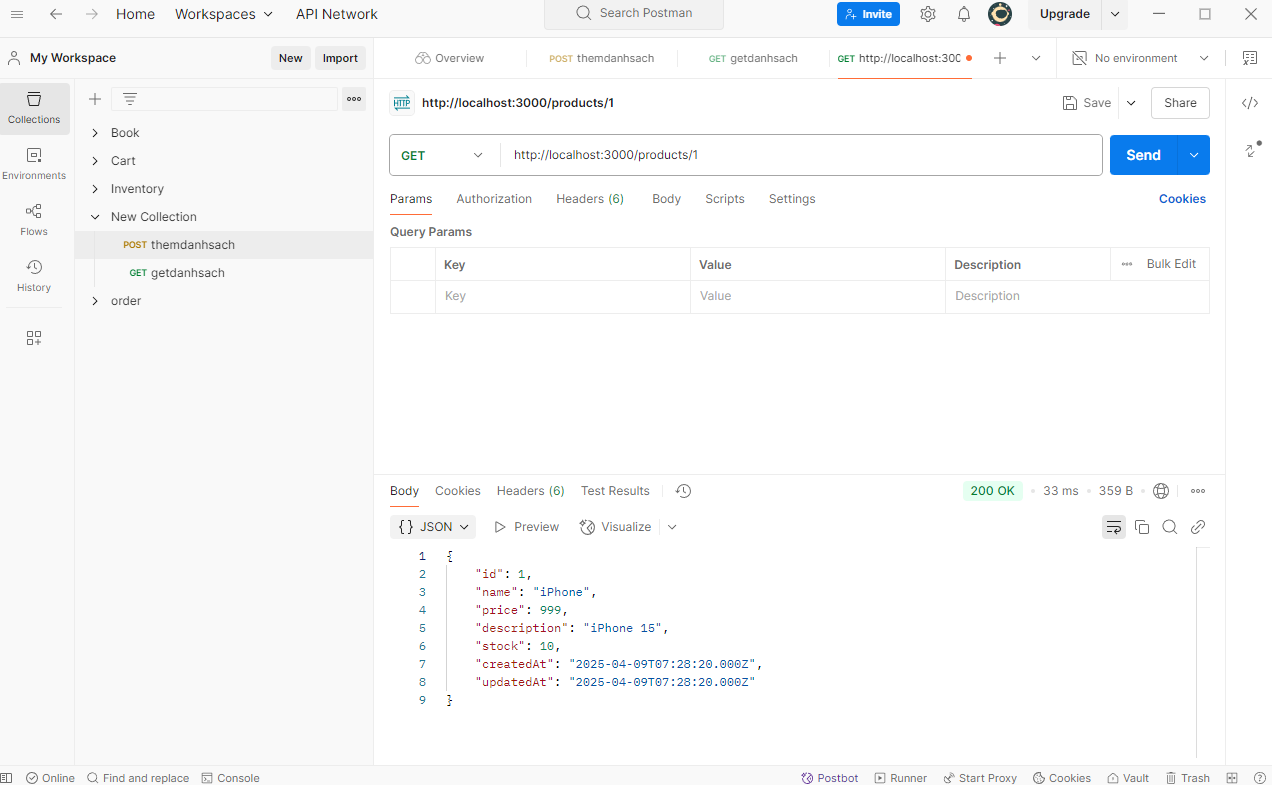 Home Workspaces API Network Search Postman Invite Upgrade
My Workspace New Import Overview POST themdanhsach GET getdanhsach GET http://localhost:300 No environment
Collections
Environments
Flows
History
Book
Cart
Inventory
New Collection
POST themdanhsach
GET getdanhsach
order
HTTP http://localhost:3000/products/1 Save Share
GET http://localhost:3000/products/1 Send
Params Authorization Headers (6) Body Scripts Settings Cookies
Query Params
Key Value Description Bulk Edit
Key Value Description
Body Cookies Headers (6) Test Results 200 OK 33 ms 359 B
{} JSON Preview Visualize
1 {
2 "id": 1,
3 "name": "iPhone",
4 "price": 999,
5 "description": "iPhone 15",
6 "stock": 10,
7 "createdAt": "2025-04-09T07:28:20.000Z",
8 "updatedAt": "2025-04-09T07:28:20.000Z"
9 }
Online Find and replace Console Postbot Runner Start Proxy Cookies Vault Trash